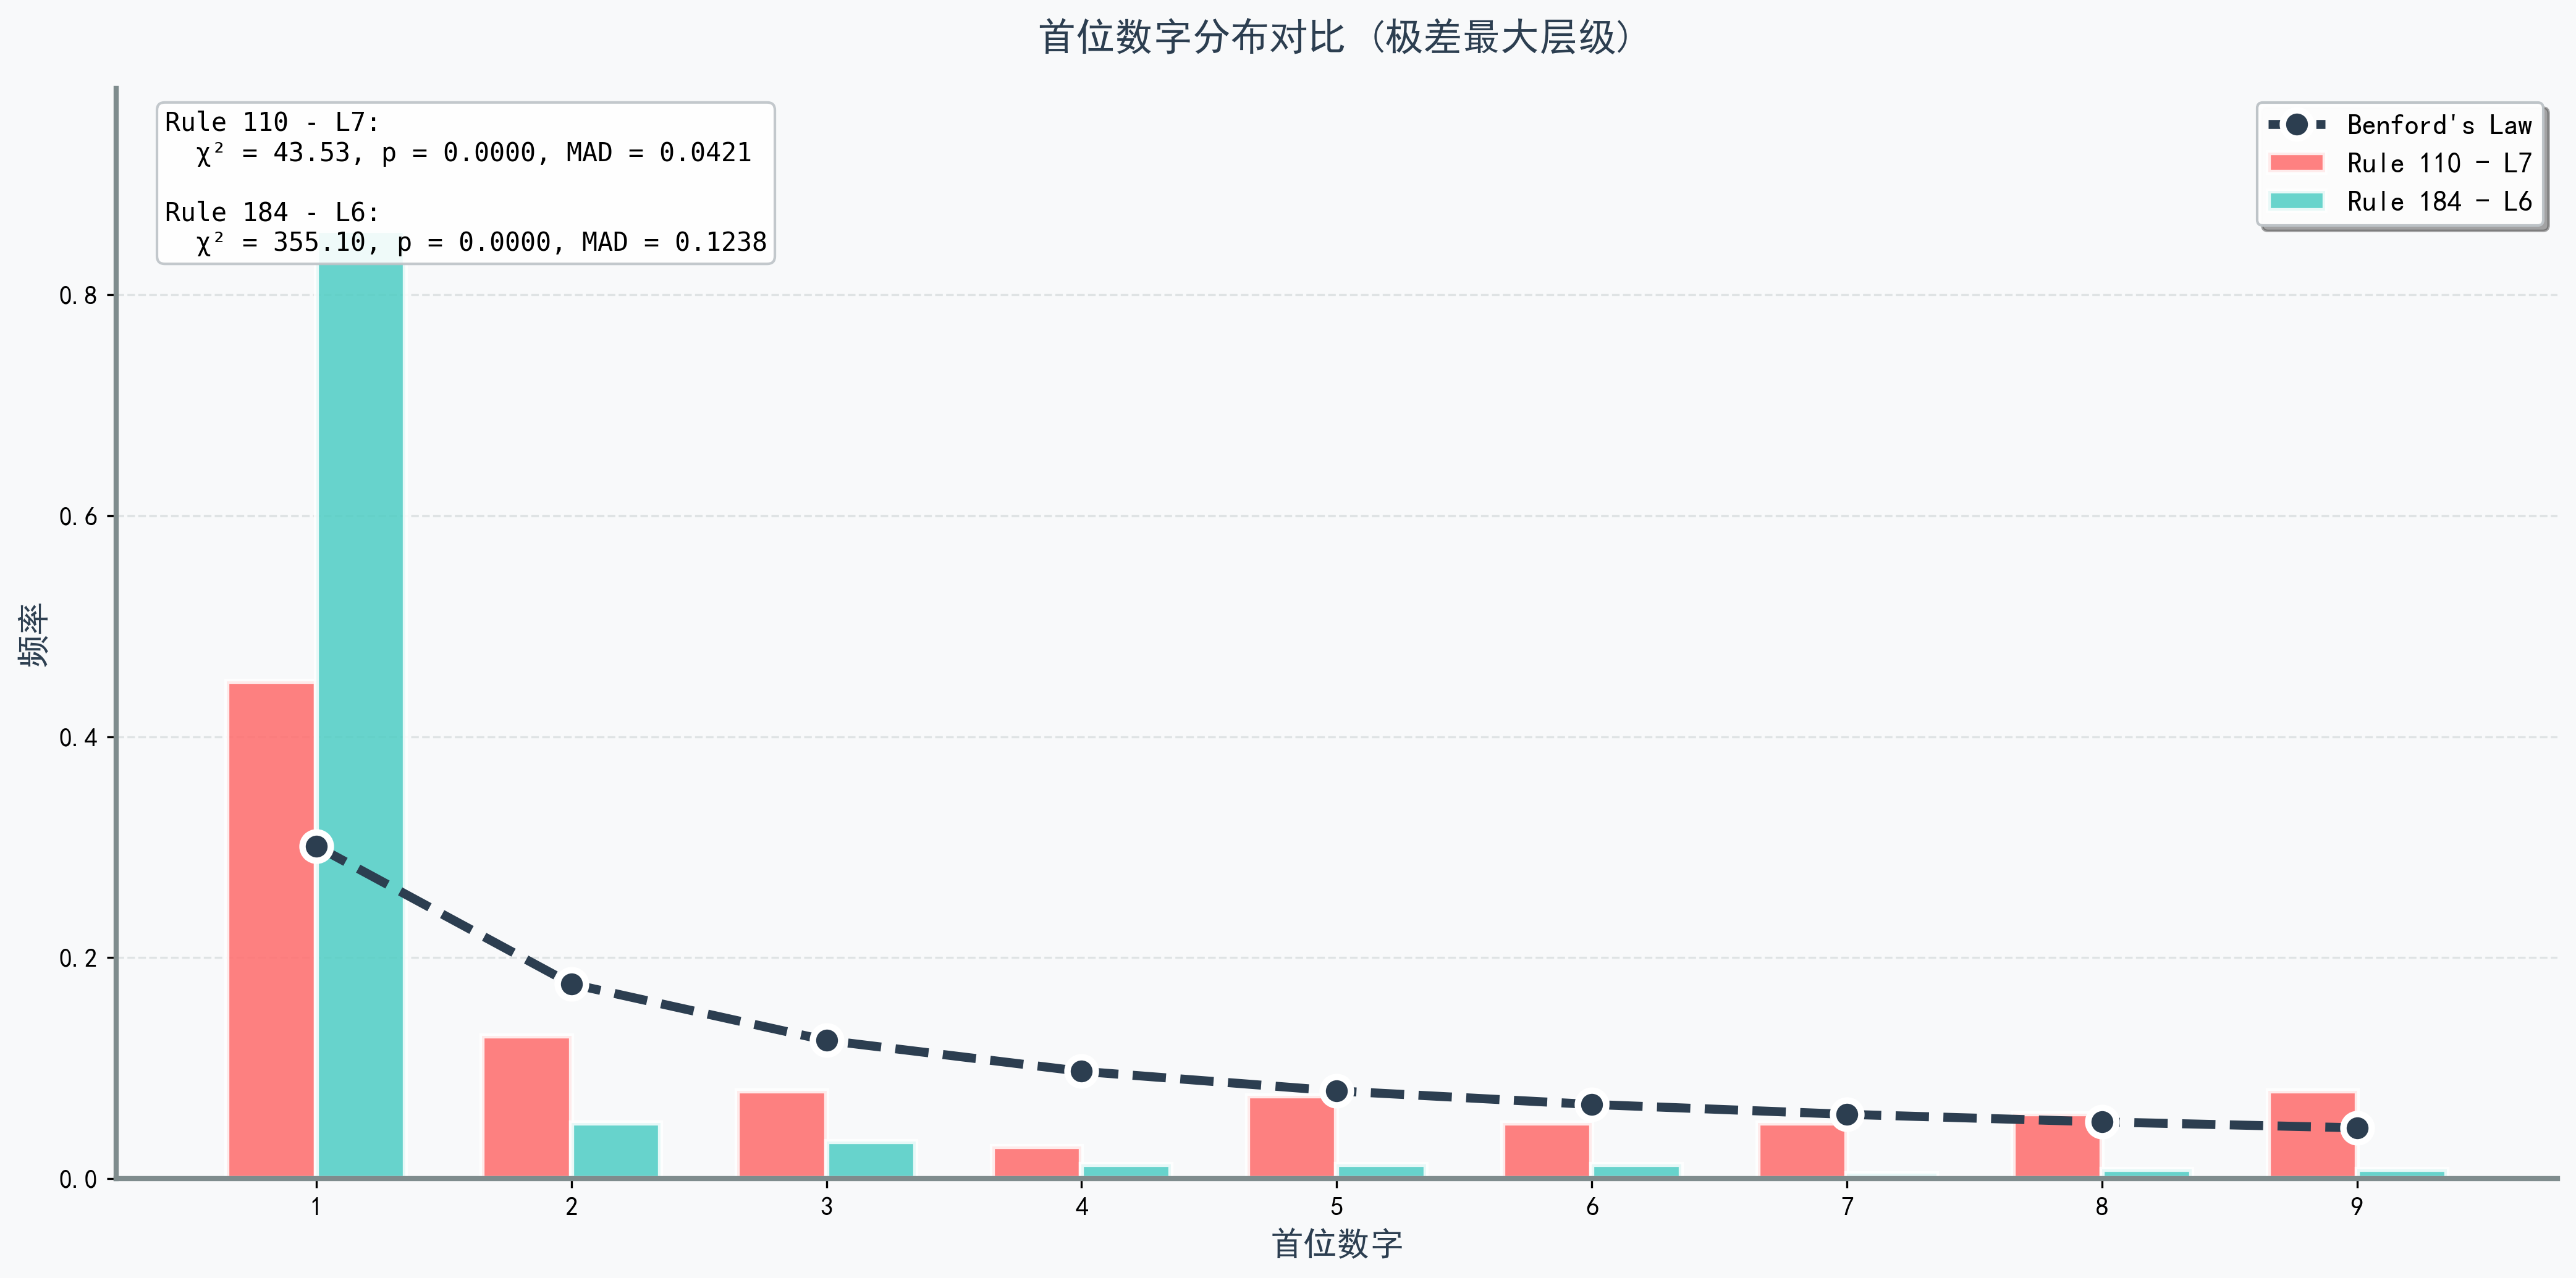 首位数字分布对比 (极差最大层级)
Rule 110 - L7:
χ² = 43.53, p = 0.0000, MAD = 0.0421
Rule 184 - L6:
χ² = 355.10, p = 0.0000, MAD = 0.1238
Benford's Law
Rule 110 - L7
Rule 184 - L6
频率
0.8
0.6
0.4
0.2
0.0
1 2 3 4 5 6 7 8 9
首位数字